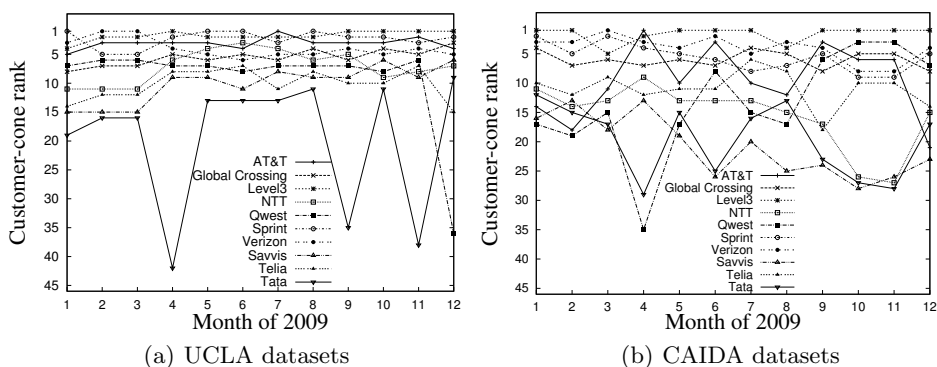 Customer-cone rank
1
5
10
15
20
25
30
35
40
45
AT&T
Global Crossing
Level3
NTT
Qwest
Sprint
Verizon
Savvis
Telia
Tata
1 2 3 4 5 6 7 8 9 10 11 12
Month of 2009
(a) UCLA datasets
Customer-cone rank
1
5
10
15
20
25
30
35
40
45
AT&T
Global Crossing
Level3
NTT
Qwest
Sprint
Verizon
Savvis
Telia
Tata
1 2 3 4 5 6 7 8 9 10 11 12
Month of 2009
(b) CAIDA datasets